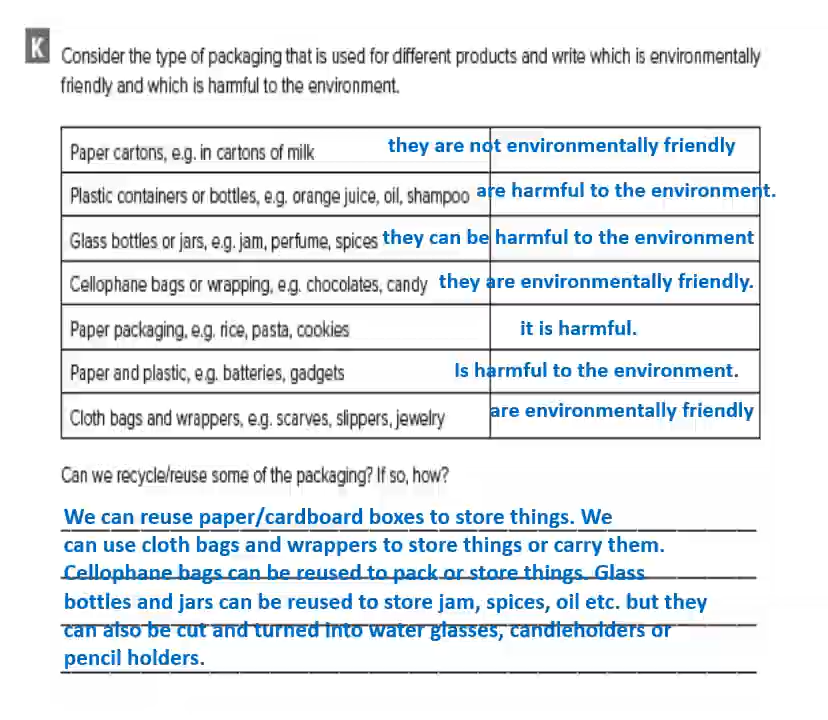 K Consider the type of packaging that is used for different products and write which is environmentally
friendly and which is harmful to the environment.
Paper cartons, e.g. in cartons of milk they are not environmentally friendly
Plastic containers or bottles, e.g. orange juice, oil, shampoo are harmful to the environment.
Glass bottles or jars, e.g. jam, perfume, spices they can be harmful to the environment
Cellophane bags or wrapping, e.g. chocolates, candy they are environmentally friendly.
Paper packaging, e.g. rice, pasta, cookies it is harmful.
Paper and plastic, e.g. batteries, gadgets Is harmful to the environment.
Cloth bags and wrappers, e.g. scarves, slippers, jewelry are environmentally friendly
Can we recycle/reuse some of the packaging? If so, how?
We can reuse paper/cardboard boxes to store things. We
can use cloth bags and wrappers to store things or carry them.
Cellophane bags can be reused to pack or store things. Glass
bottles and jars can be reused to store jam, spices, oil etc. but they
can also be cut and turned into water glasses, candleholders or
pencil holders.